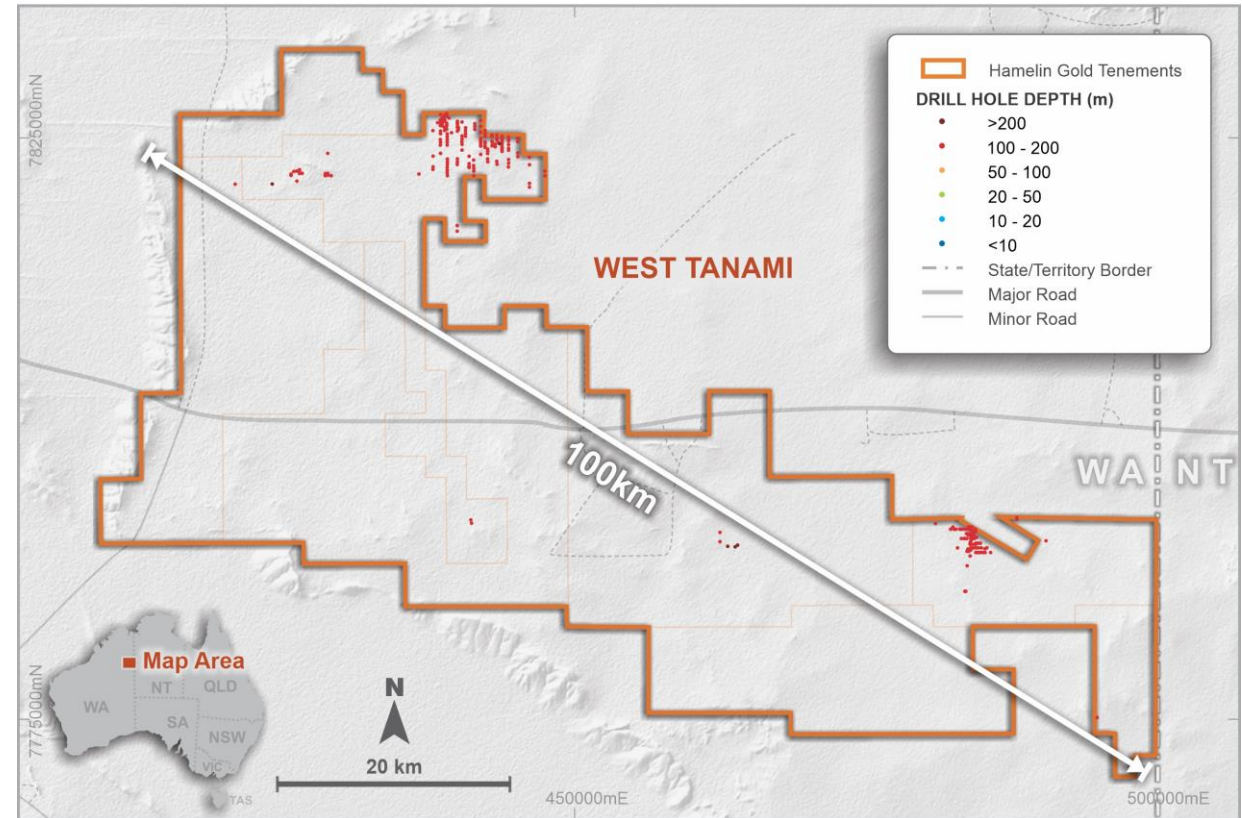 7825000mN
7775000mN
450000mE
500000mE
Hamelin Gold Tenements
DRILL HOLE DEPTH (m)
>200
100 - 200
50 - 100
20 - 50
10 - 20
<10
State/Territory Border
Major Road
Minor Road
WEST TANAMI
100km
WA NT
Map Area
WA
NT
QLD
SA
NSW
VIC
TAS
N
20 km